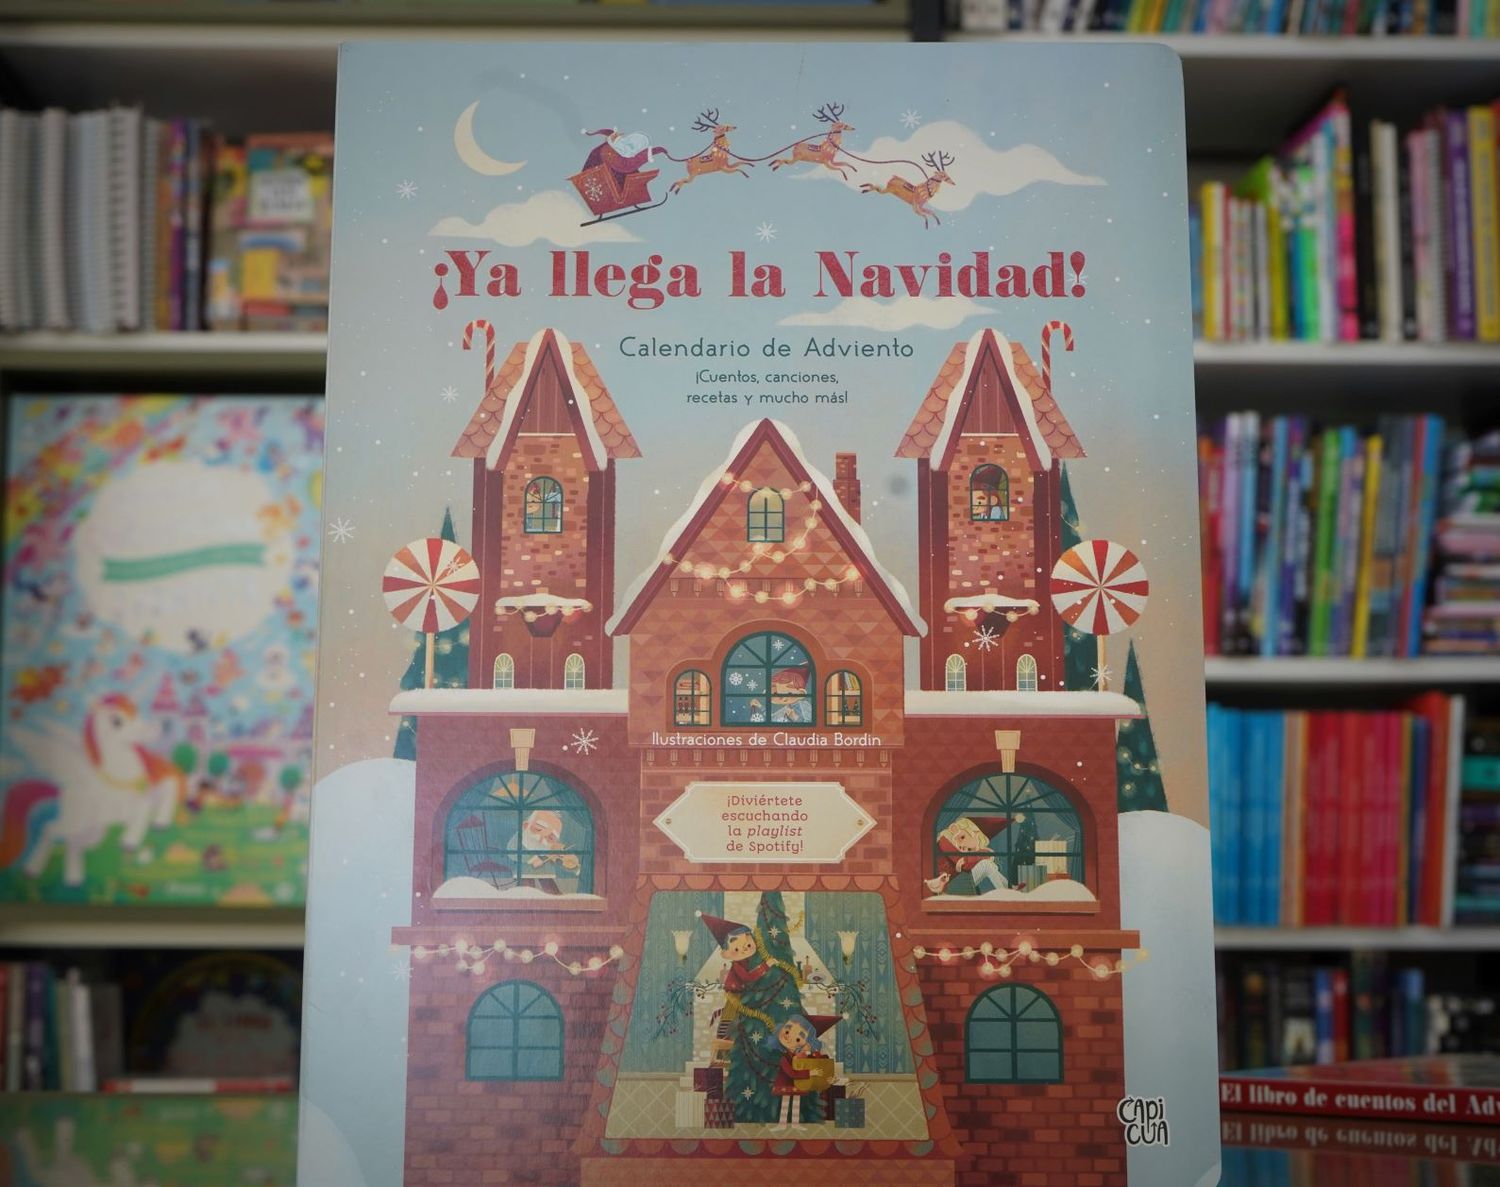 ¡Ya llega la Navidad!
Calendario de Adviento
¡Cuentos, canciones,
recetas y mucho más!
Ilustraciones de Claudia Bordin
¡Diviértete
escuchando
la playlist
de Spotify!
CAPI
CUA
El libro de cuentos del Adv